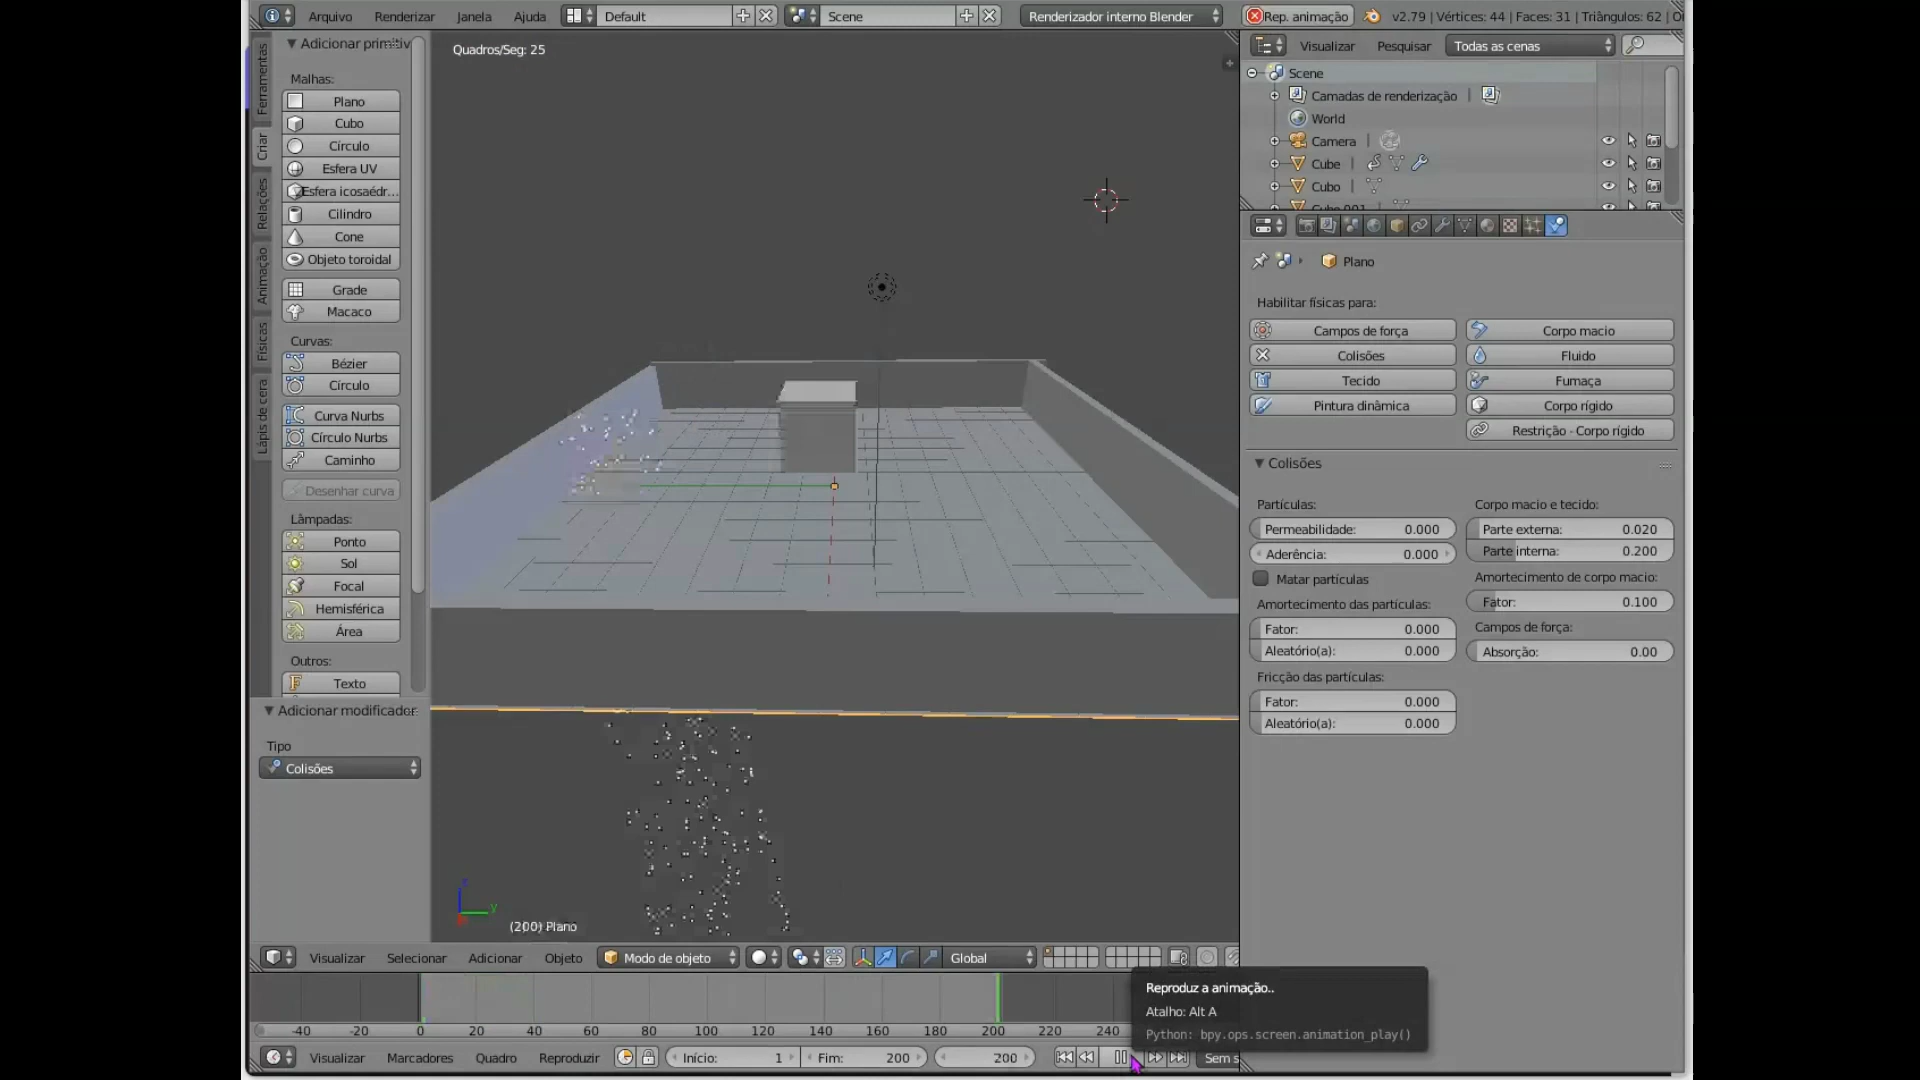 Arquivo Renderizar Janela Ajuda Default Scene Renderizador interno Blender Rep. animação v2.79 | Vértices: 44 | Faces: 31 | Triângulos: 62 |
Ferramentas
Criar
Relações
Animação
Físicas
Lápis de cera
Adicionar primitiv
Malhas:
Plano
Cubo
Círculo
Esfera UV
Esfera icosaédr...
Cilindro
Cone
Objeto toroidal
Grade
Macaco
Curvas:
Bézier
Círculo
Curva Nurbs
Círculo Nurbs
Caminho
Desenhar curva
Lâmpadas:
Ponto
Sol
Focal
Hemisférica
Área
Outros:
Texto
Adicionar modificador
Tipo
Colisões
Quadros/Seg: 25
z
y
(200) Plano
Visualizar Pesquisar Todas as cenas
Scene
Camadas de renderização |
World
Camera |
Cube |
Cubo |
Cubo.001
Plano
Habilitar físicas para:
Campos de força Corpo macio
Colisões Fluido
Tecido Fumaça
Pintura dinâmica Corpo rígido
Restrição - Corpo rígido
Colisões
Partículas: Corpo macio e tecido:
Permeabilidade: 0.000 Parte externa: 0.020
Aderência: 0.000 Parte interna: 0.200
Matar partículas Amortecimento de corpo macio:
Amortecimento das partículas: Fator: 0.100
Fator: 0.000 Campos de força:
Aleatório(a): 0.000 Absorção: 0.00
Fricção das partículas:
Fator: 0.000
Aleatório(a): 0.000
Visualizar Selecionar Adicionar Objeto Modo de objeto Global
Reproduz a animação..
Atalho: Alt A
Python: bpy.ops.screen.animation_play()
-40 -20 0 20 40 60 80 100 120 140 160 180 200 220 240
Visualizar Marcadores Quadro Reproduzir Início: 1 Fim: 200 200 Sem s